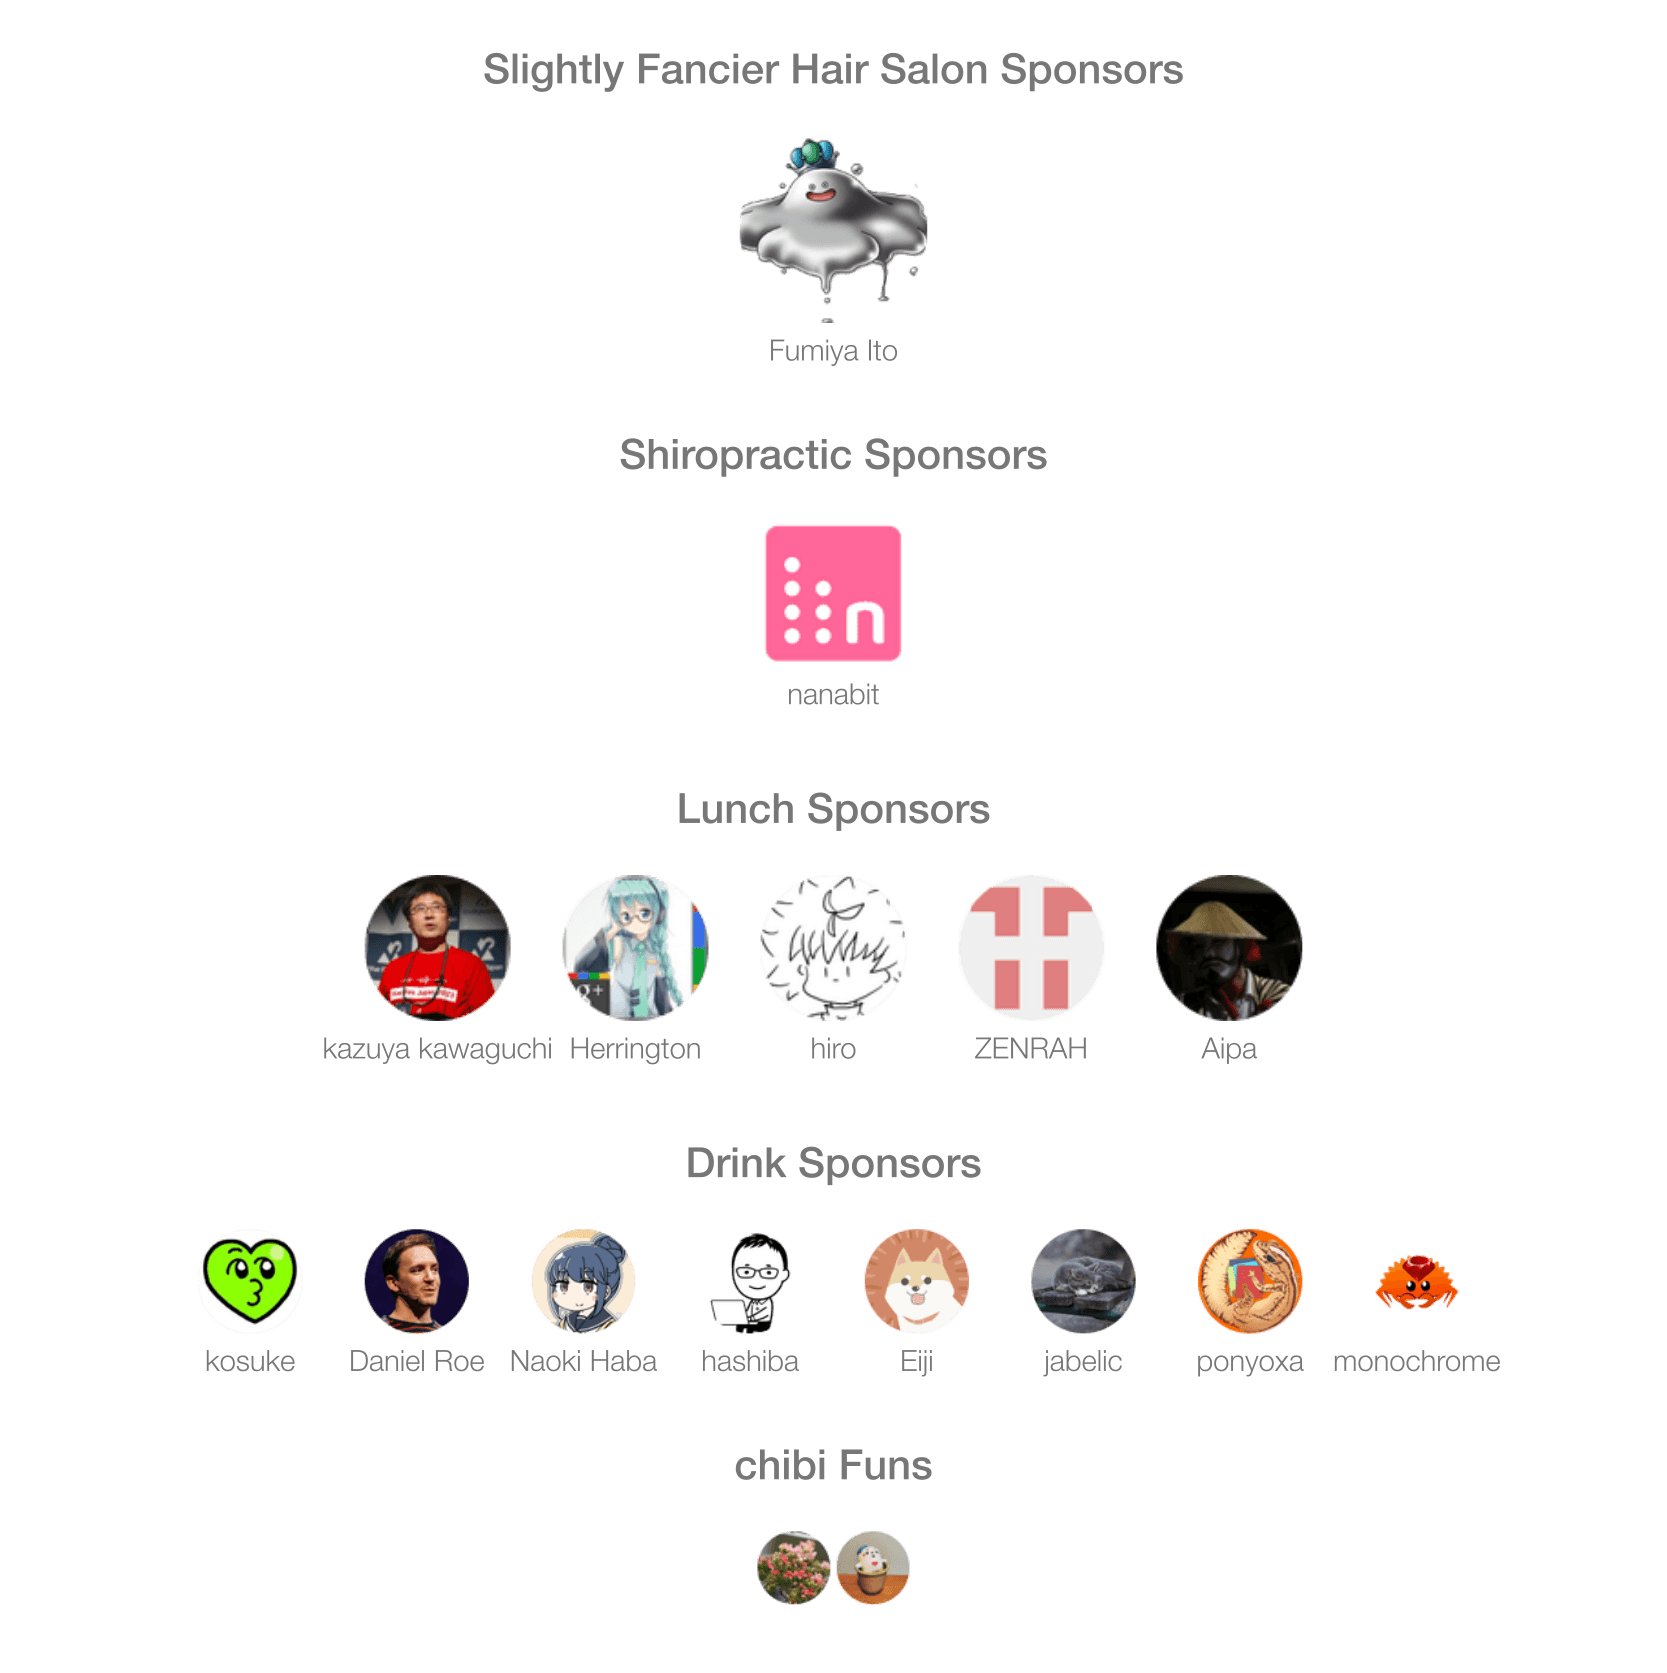 Slightly Fancier Hair Salon Sponsors
Fumiya Ito
Shiropractic Sponsors
n
nanabit
Lunch Sponsors
g+
kazuya kawaguchi Herrington hiro ZENRAH Aipa
Drink Sponsors
kosuke Daniel Roe Naoki Haba hashiba Eiji jabelic ponyoxa monochrome
chibi Funs